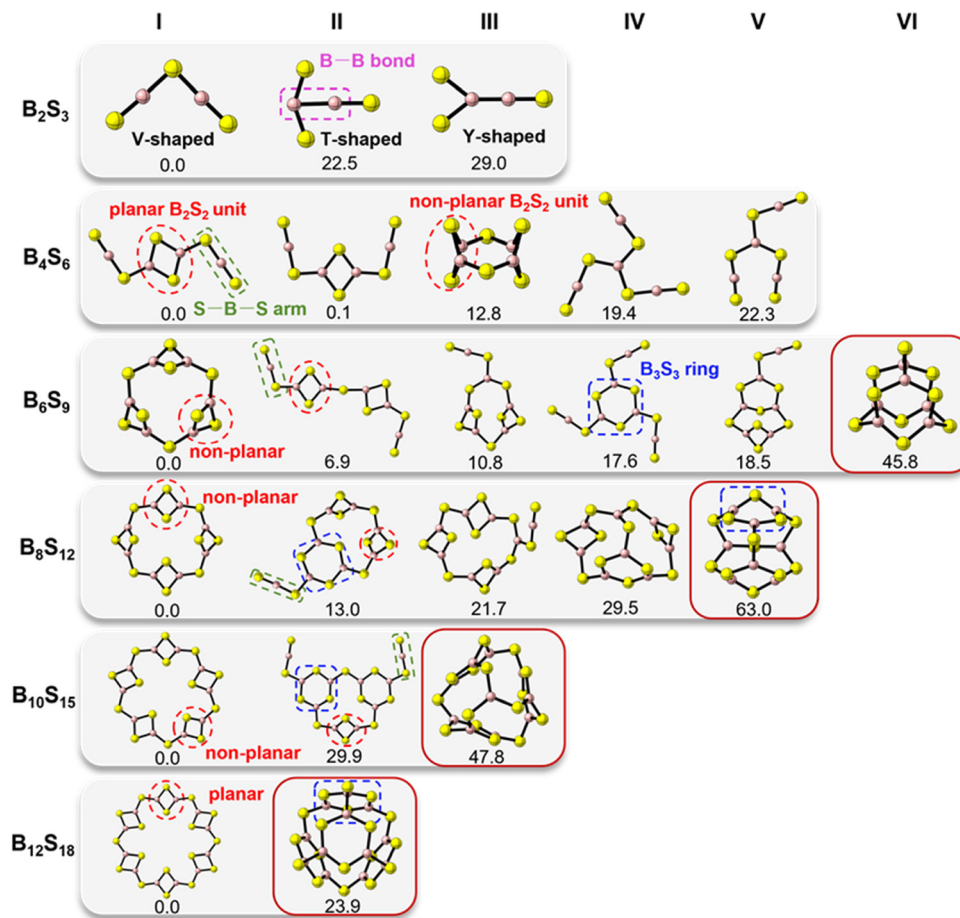 I II III IV V VI
B₂S₃
B—B bond
V-shaped T-shaped Y-shaped
0.0 22.5 29.0
B₄S₆
planar B₂S₂ unit non-planar B₂S₂ unit
S—B—S arm
0.0 0.1 12.8 19.4 22.3
B₆S₉
B₃S₃ ring
non-planar
0.0 6.9 10.8 17.6 18.5 45.8
B₈S₁₂
non-planar
0.0 13.0 21.7 29.5 63.0
B₁₀S₁₅
non-planar
0.0 29.9 47.8
B₁₂S₁₈
planar
0.0 23.9